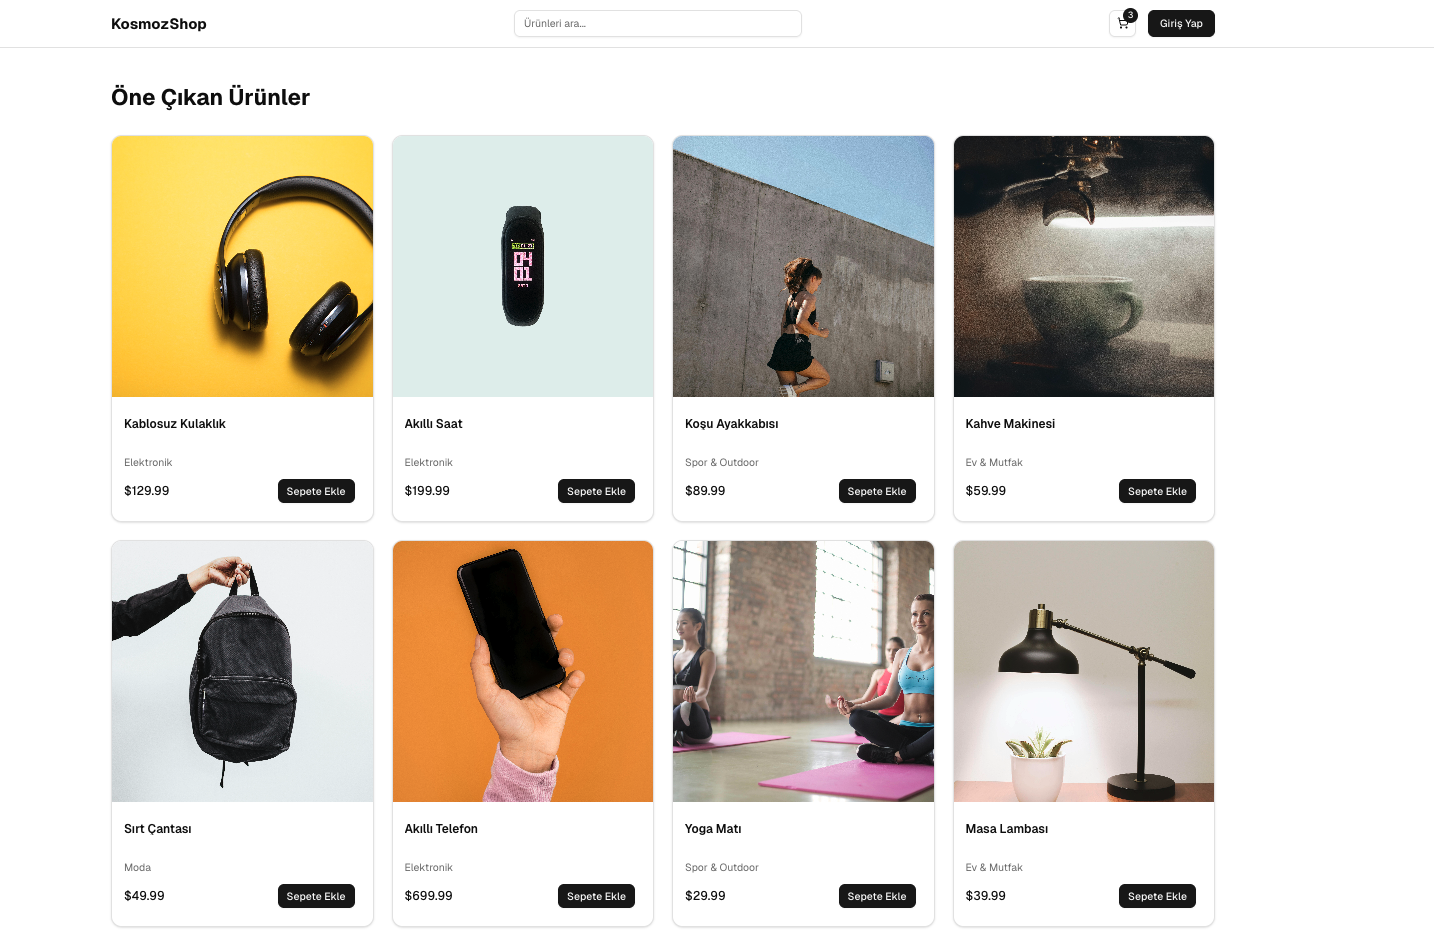 KosmozShop
Ürünleri ara...
3
Giriş Yap
Öne Çıkan Ürünler
04
01
Kablosuz Kulaklık
Akıllı Saat
Koşu Ayakkabısı
Kahve Makinesi
Elektronik
Elektronik
Spor & Outdoor
Ev & Mutfak
$129.99 Sepete Ekle
$199.99 Sepete Ekle
$89.99 Sepete Ekle
$59.99 Sepete Ekle
Sırt Çantası
Akıllı Telefon
Yoga Matı
Masa Lambası
Moda
Elektronik
Spor & Outdoor
Ev & Mutfak
$49.99 Sepete Ekle
$699.99 Sepete Ekle
$29.99 Sepete Ekle
$39.99 Sepete Ekle